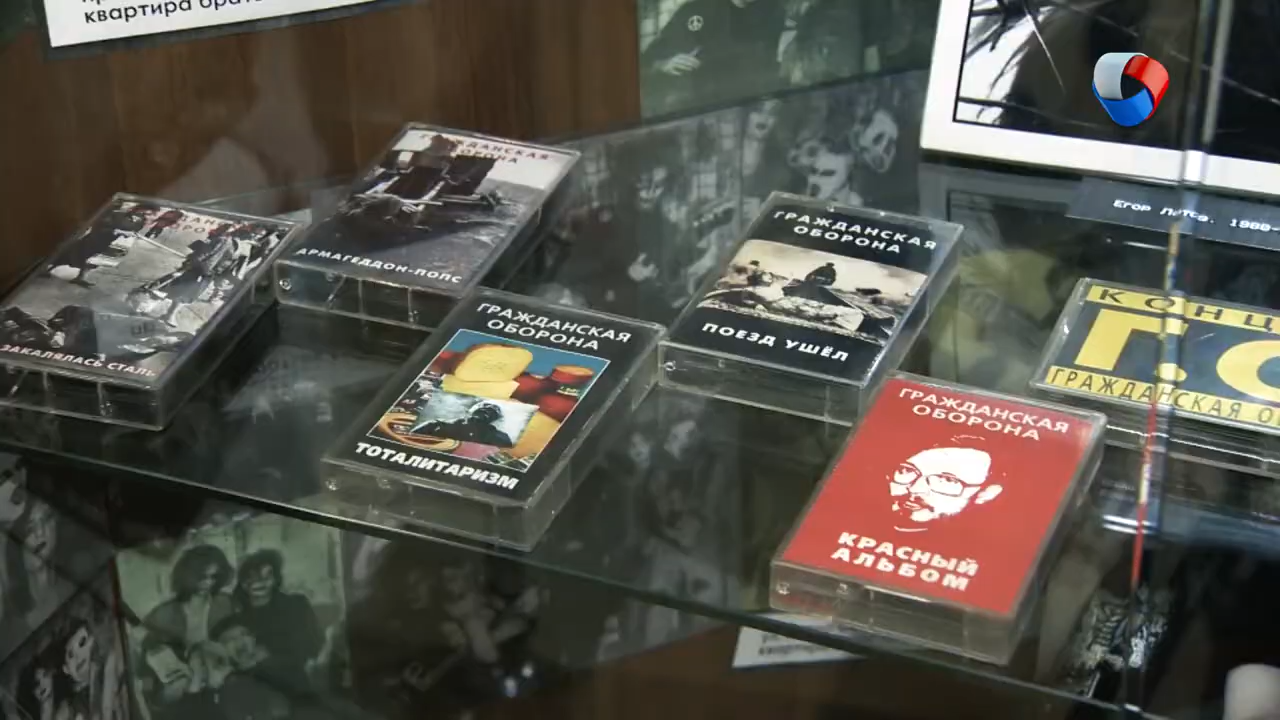 квартира
ГРАЖДАНСКАЯ
ОБОРОНА
АРМАГЕДДОН-ПОПС
ЗАКАЛЯЛАСЬ СТАЛЬ
ГРАЖДАНСКАЯ
ОБОРОНА
ТОТАЛИТАРИЗМ
ГРАЖДАНСКАЯ
ОБОРОНА
ПОЕЗД УШЁЛ
ГРАЖДАНСКАЯ
ОБОРОНА
КРАСНЫЙ
АЛЬБОМ
Егор Летов. 1988-
КОНЦ
Г.О
ГРАЖДАНСКАЯ О